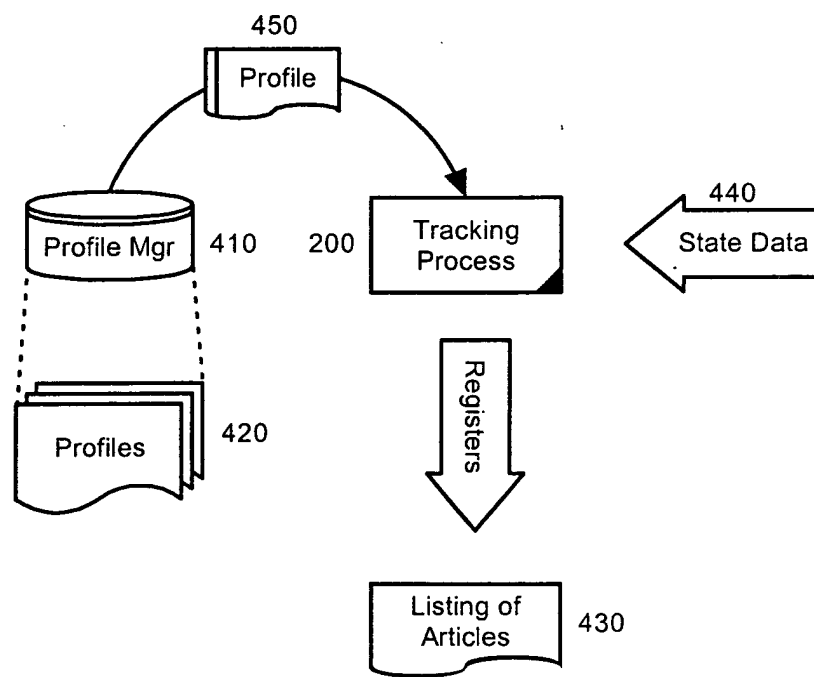 450
Profile
440
Profile Mgr
410
200
Tracking
Process
State Data
Registers
Profiles
420
Listing of
Articles
430